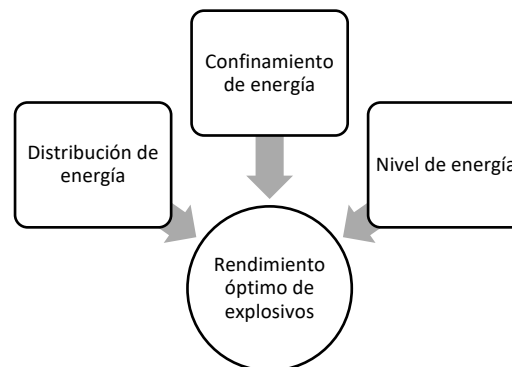 Confinamiento
de energía
Distribución de
energía
Nivel de energía
Rendimiento
óptimo de
explosivos